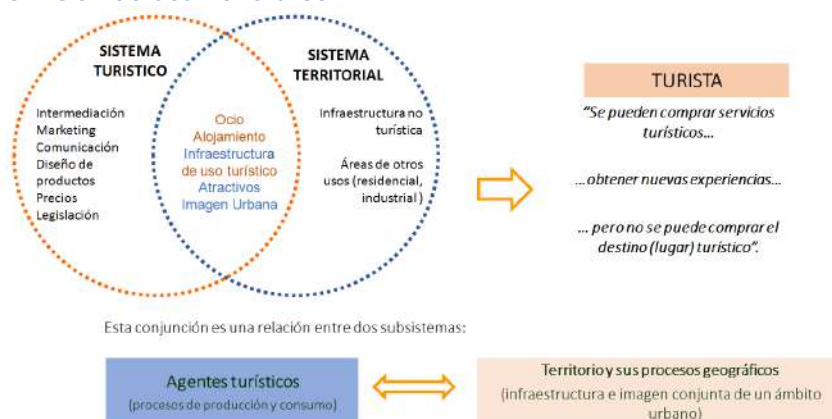 SISTEMA
TURISTICO
Intermediación
Marketing
Comunicación
Diseño de
productos
Precios
Legislación
Ocio
Alojamiento
Infraestructura
de uso turístico
Atractivos
Imagen Urbana
SISTEMA
TERRITORIAL
Infraestructura no
turística
Áreas de otros
usos (residencial,
industrial)
TURISTA
"Se pueden comprar servicios
turísticos...
...obtener nuevas experiencias...
... pero no se puede comprar el
destino (lugar) turístico".
Esta conjunción es una relación entre dos subsistemas:
Agentes turísticos
(procesos de producción y consumo)
Territorio y sus procesos geográficos
(infraestructura e imagen conjunta de un ámbito
urbano)